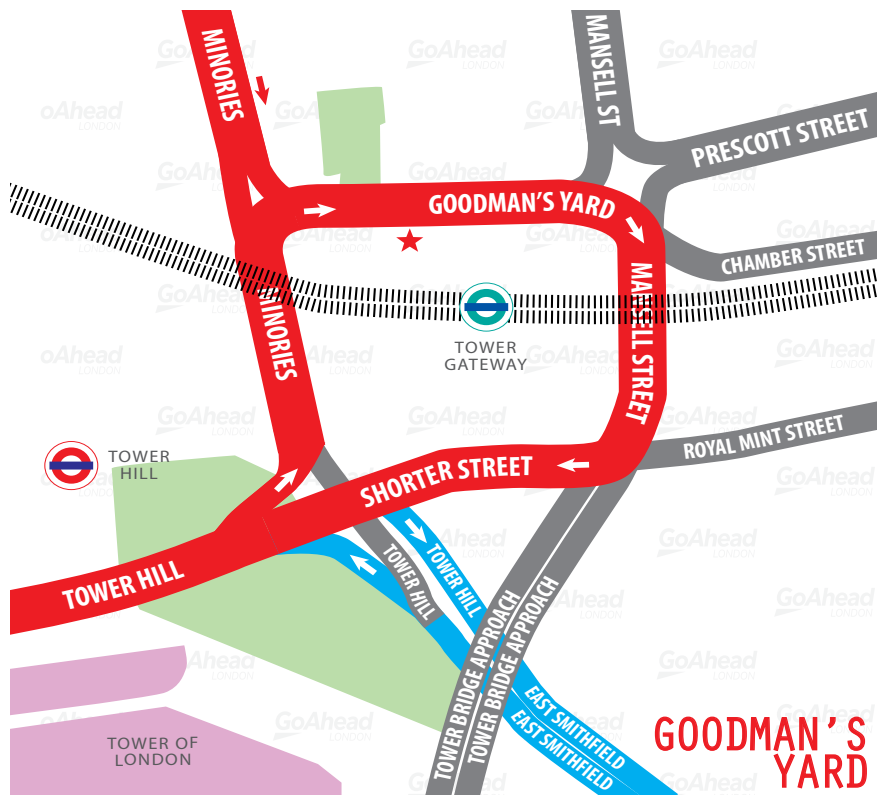 MINORIES
MANSELL ST
PRESCOTT STREET
GOODMAN'S YARD
CHAMBER STREET
MINORIES
MANSELL STREET
TOWER
GATEWAY
ROYAL MINT STREET
TOWER
HILL
SHORTER STREET
TOWER HILL
TOWER HILL
TOWER HILL
TOWER BRIDGE APPROACH
TOWER BRIDGE APPROACH
EAST SMITHFIELD
EAST SMITHFIELD
TOWER OF
LONDON
GOODMAN'S
YARD
GoAhead
LONDON